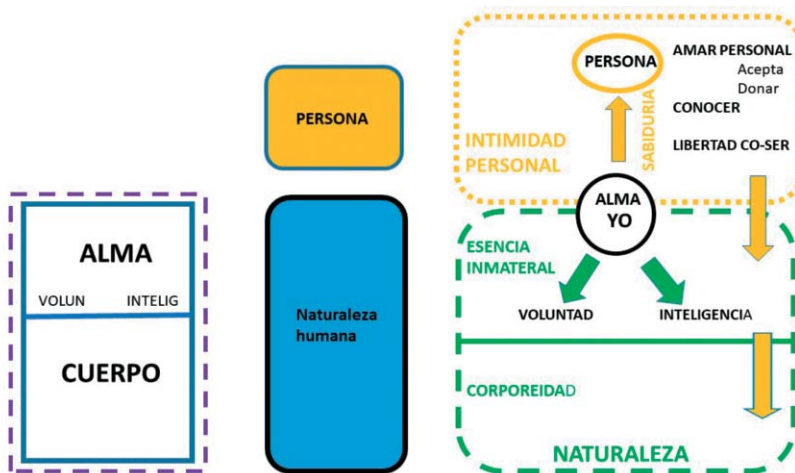 ALMA
VOLUN INTELIG
CUERPO
PERSONA
Naturaleza
humana
PERSONA
AMAR PERSONAL
Acepta
Donar
CONOCER
LIBERTAD CO-SER
SABIDURIA
INTIMIDAD
PERSONAL
ALMA
YO
ESENCIA
INMATERIAL
VOLUNTAD INTELIGENCIA
CORPOREIDAD
NATURALEZA